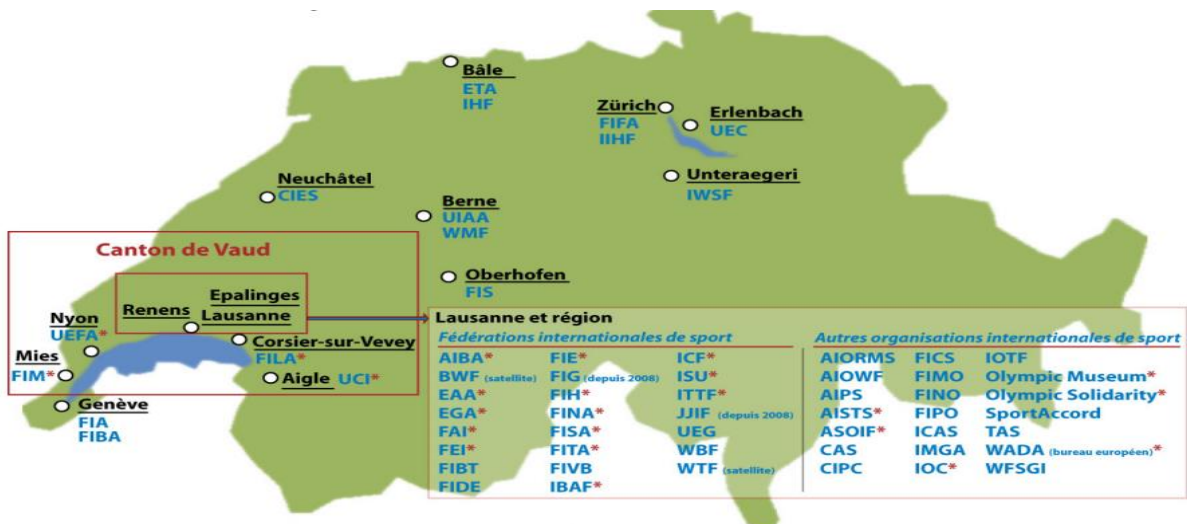 Bâle
ETA
IHF
Zürich
FIFA
IIHF
Erlenbach
UEC
Unteraegeri
IWSF
Neuchâtel
CIES
Berne
UIAA
WMF
Oberhofen
FIS
Canton de Vaud
Epalinges
Renens
Lausanne
Nyon
UEFA*
Corsier-sur-Vevey
FILA*
Mies
FIM*
Aigle UCI*
Genève
FIA
FIBA
Lausanne et région
Fédérations internationales de sport
AIBA*
BWF (satellite)
EAA*
EGA*
FAI*
FEI*
FIBT
FIDE
FIE*
FIG (depuis 2008)
FIH*
FINA*
FISA*
FITA*
FIVB
IBAF*
ICF*
ISU*
ITTF*
JJIF (depuis 2008)
UEG
WBF
WTF (satellite)
Autres organisations internationales de sport
AIORMS
AIOWF
AIPS
AISTS*
ASOIF*
CAS
CIPC
FICS
FIMO
FINO
FIPO
ICAS
IMGA
IOC*
IOTF
Olympic Museum*
Olympic Solidarity*
SportAccord
TAS
WADA (bureau européen)*
WFSGI